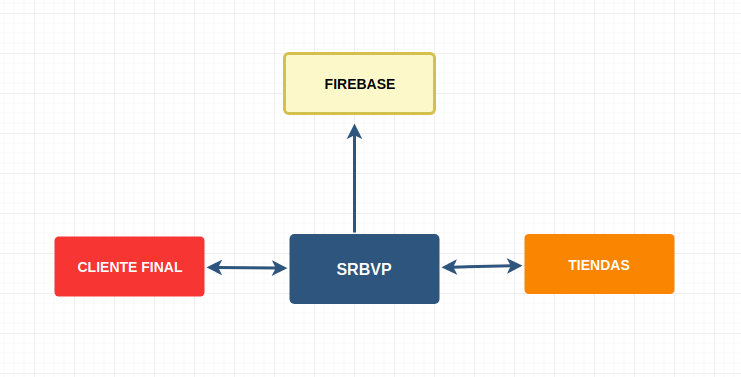 FIREBASE
CLIENTE FINAL
SRBVP
TIENDAS